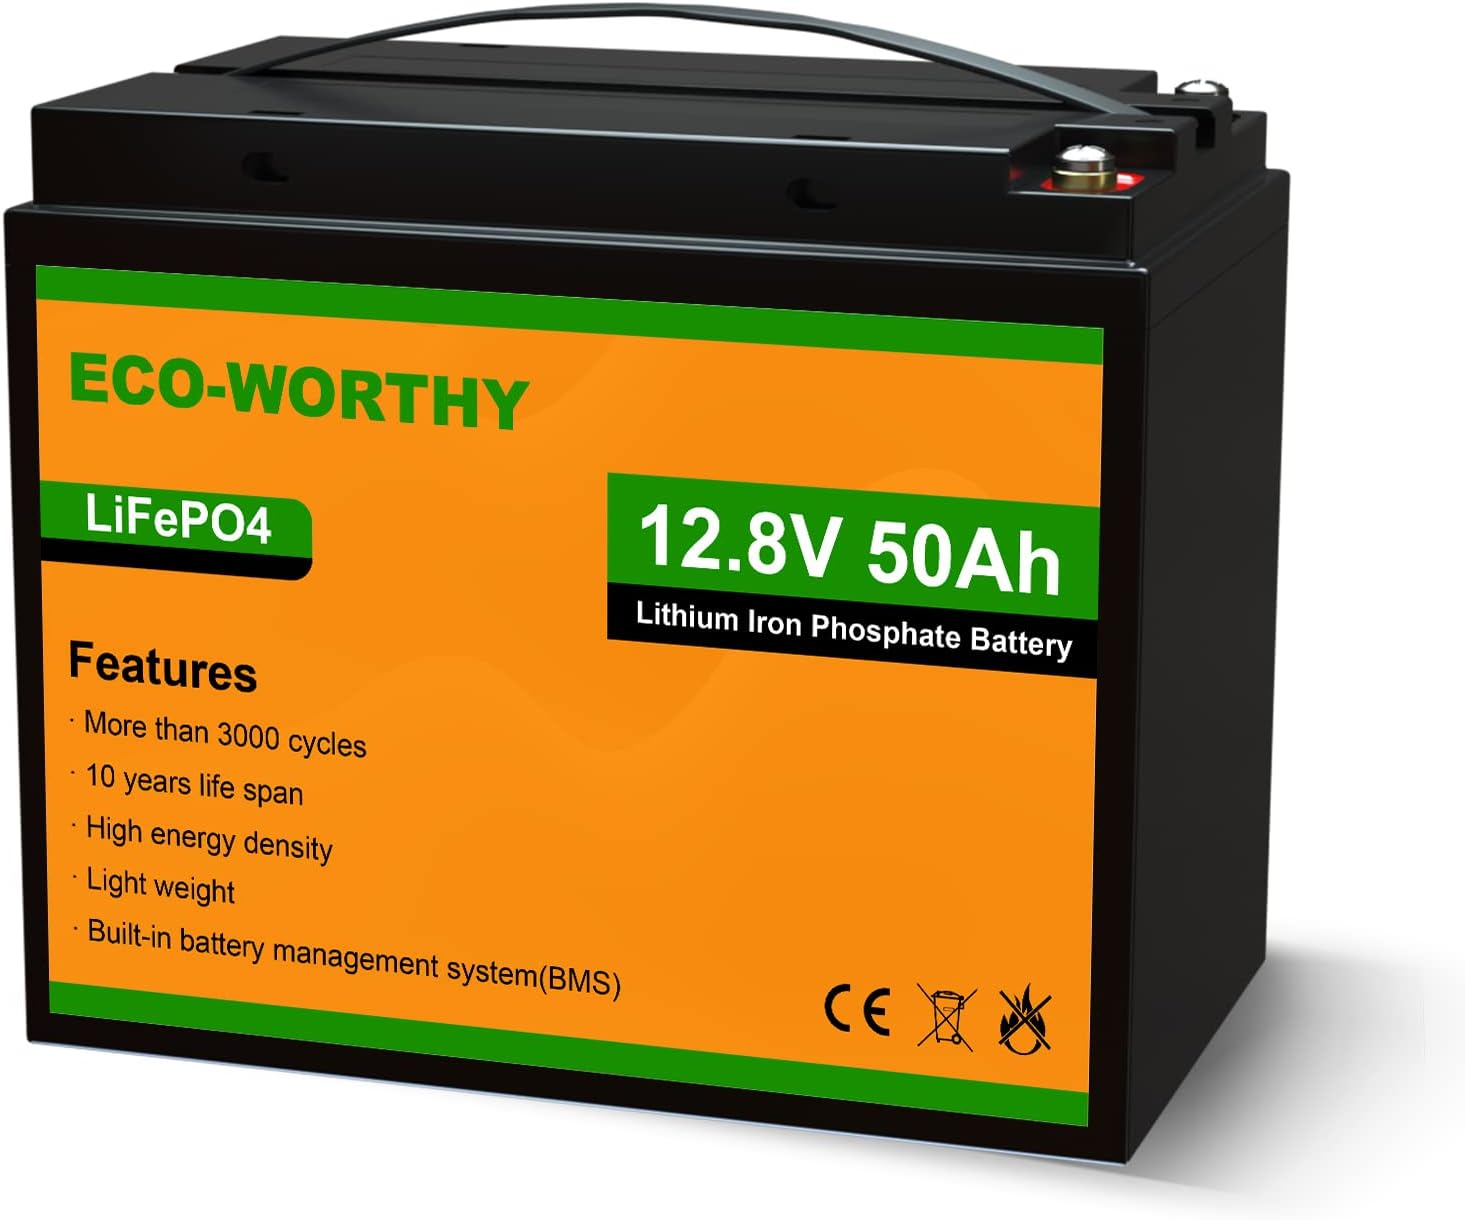 ECO-WORTHY
LiFePO4
12.8V 50Ah
Lithium Iron Phosphate Battery
Features
· More than 3000 cycles
· 10 years life span
· High energy density
· Light weight
· Built-in battery management system(BMS)
CE